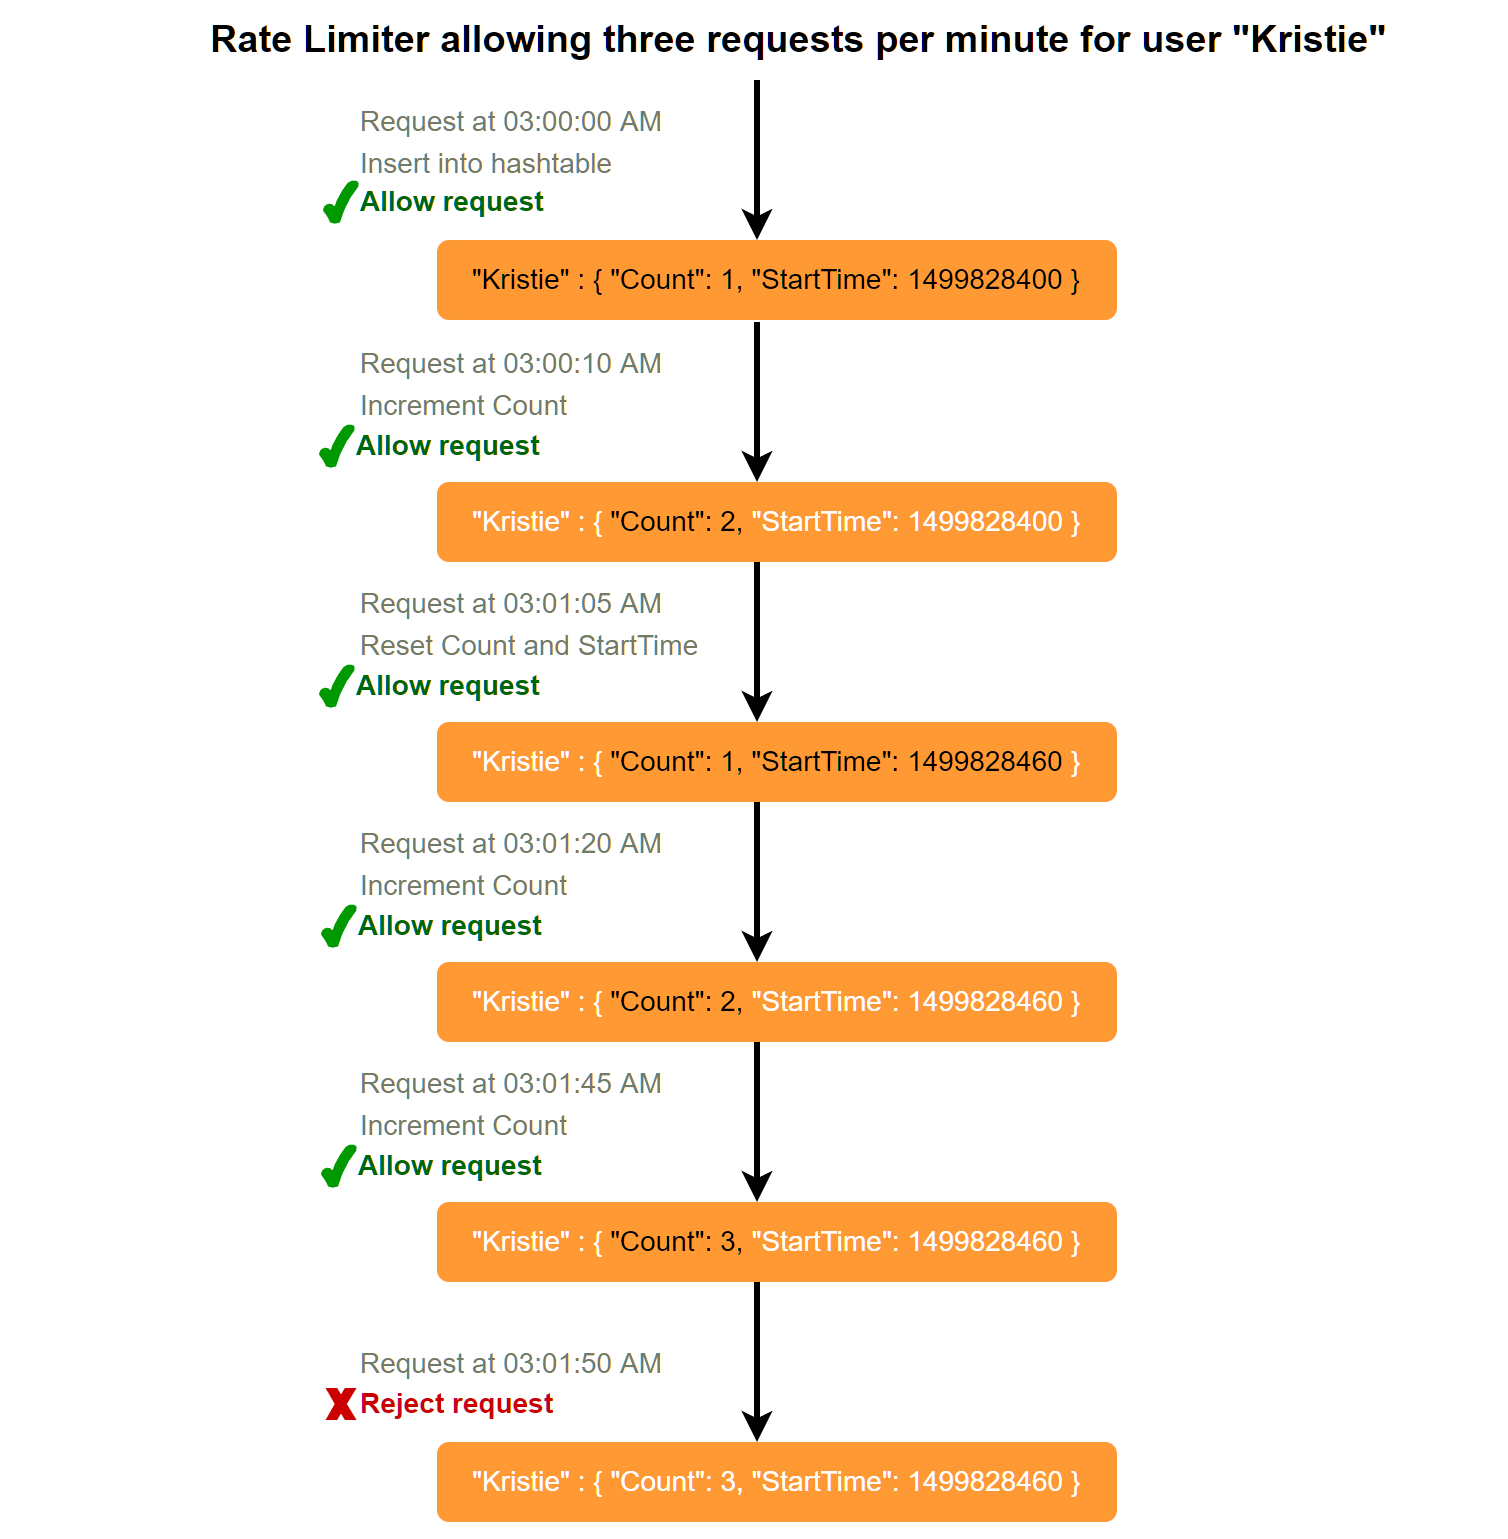 Rate Limiter allowing three requests per minute for user "Kristie"
Request at 03:00:00 AM
Insert into hashtable
Allow request
"Kristie" : { "Count": 1, "StartTime": 1499828400 }
Request at 03:00:10 AM
Increment Count
Allow request
"Kristie" : { "Count": 2, "StartTime": 1499828400 }
Request at 03:01:05 AM
Reset Count and StartTime
Allow request
"Kristie" : { "Count": 1, "StartTime": 1499828460 }
Request at 03:01:20 AM
Increment Count
Allow request
"Kristie" : { "Count": 2, "StartTime": 1499828460 }
Request at 03:01:45 AM
Increment Count
Allow request
"Kristie" : { "Count": 3, "StartTime": 1499828460 }
Request at 03:01:50 AM
Reject request
"Kristie" : { "Count": 3, "StartTime": 1499828460 }